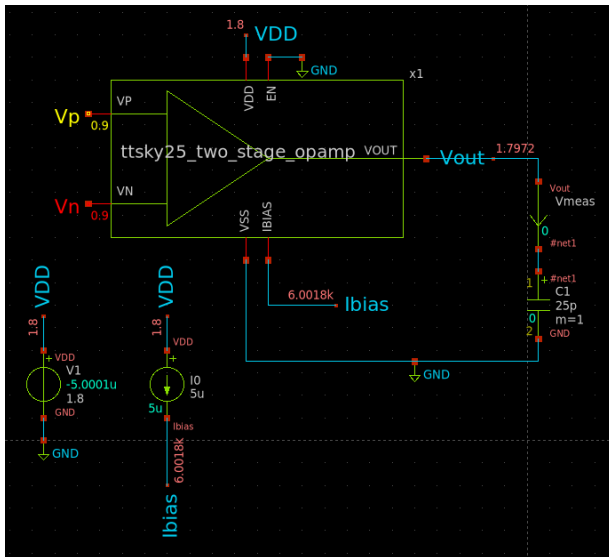 1.8
VDD
GND
x1
VDD
EN
VP
Vp
0.9
ttsky25_two_stage_opamp
VOUT
Vout
1.7972
VN
Vn
0.9
VSS
IBIAS
Vout
Vmeas
0
#net1
#net1
6.0018k
Ibias
1
C1
25p
0
m=1
2
GND
GND
VDD
1.8
VDD
V1
-5.0001u
1.8
GND
GND
VDD
1.8
VDD
I0
5u
5u
Ibias
6.0018k
Ibias